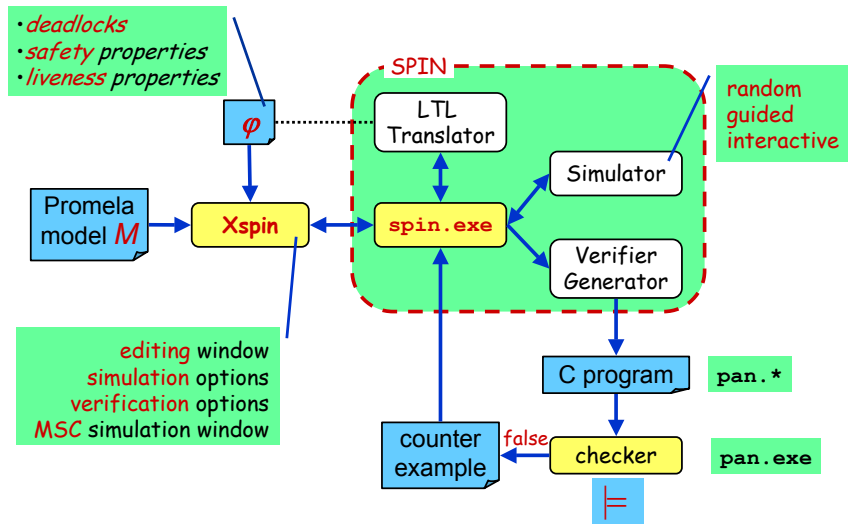 •deadlocks
•safety properties
•liveness properties
SPIN
LTL
Translator
random
guided
interactive
φ
Simulator
Promela
model M
Xspin
spin.exe
Verifier
Generator
editing window
simulation options
verification options
MSC simulation window
C program
pan.*
counter
example
false
checker
pan.exe
⊨